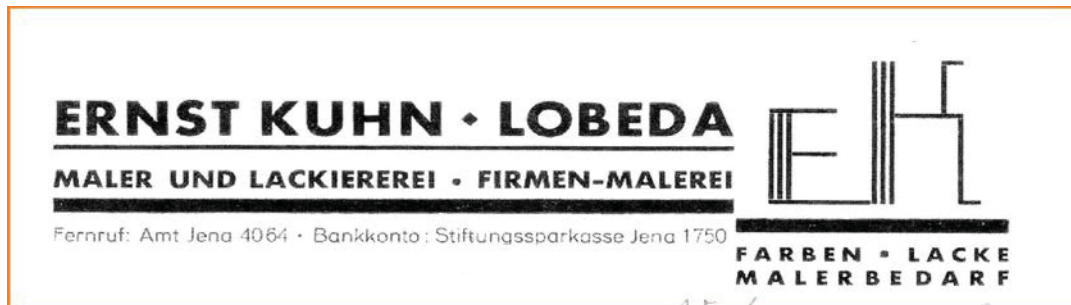 ERNST KUHN • LOBEDA
MALER UND LACKIEREREI • FIRMEN-MALEREI
Fernruf: Amt Jena 4064 • Bankkonto: Stiftungssparkasse Jena 1750
EK
FARBEN • LACKE
MALERBEDARF